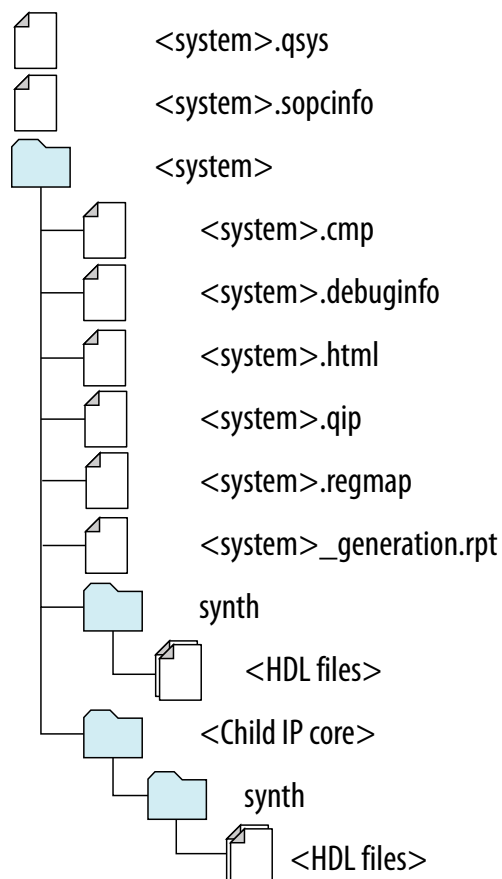 <system>.qsys
<system>.sopcinfo
<system>
<system>.cmp
<system>.debuginfo
<system>.html
<system>.qip
<system>.regmap
<system>_generation.rpt
synth
<HDL files>
<Child IP core>
synth
<HDL files>